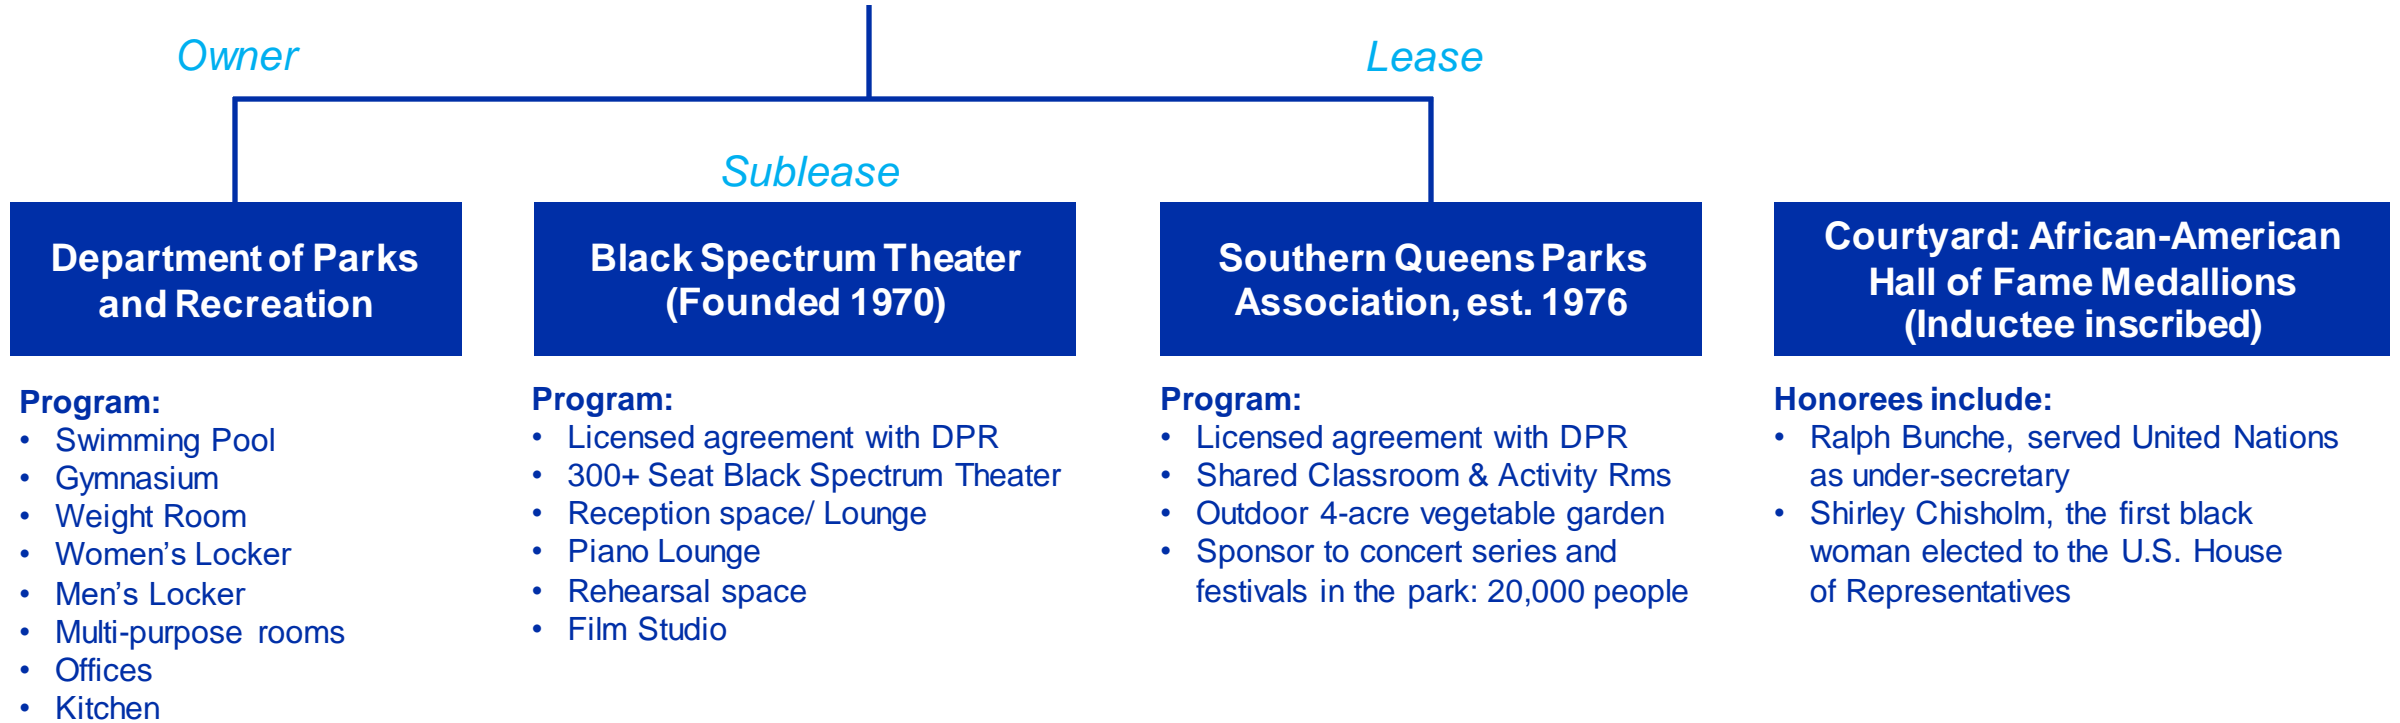 Owner
Lease
Sublease
Department of Parks
and Recreation
Program:
• Swimming Pool
• Gymnasium
• Weight Room
• Women’s Locker
• Men’s Locker
• Multi-purpose rooms
• Offices
• Kitchen
Black Spectrum Theater
(Founded 1970)
Program:
• Licensed agreement with DPR
• 300+ Seat Black Spectrum Theater
• Reception space/ Lounge
• Piano Lounge
• Rehearsal space
• Film Studio
Southern Queens Parks
Association, est. 1976
Program:
• Licensed agreement with DPR
• Shared Classroom & Activity Rms
• Outdoor 4-acre vegetable garden
• Sponsor to concert series and
festivals in the park: 20,000 people
Courtyard: African-American
Hall of Fame Medallions
(Inductee inscribed)
Honorees include:
• Ralph Bunche, served United Nations
as under-secretary
• Shirley Chisholm, the first black
woman elected to the U.S. House
of Representatives